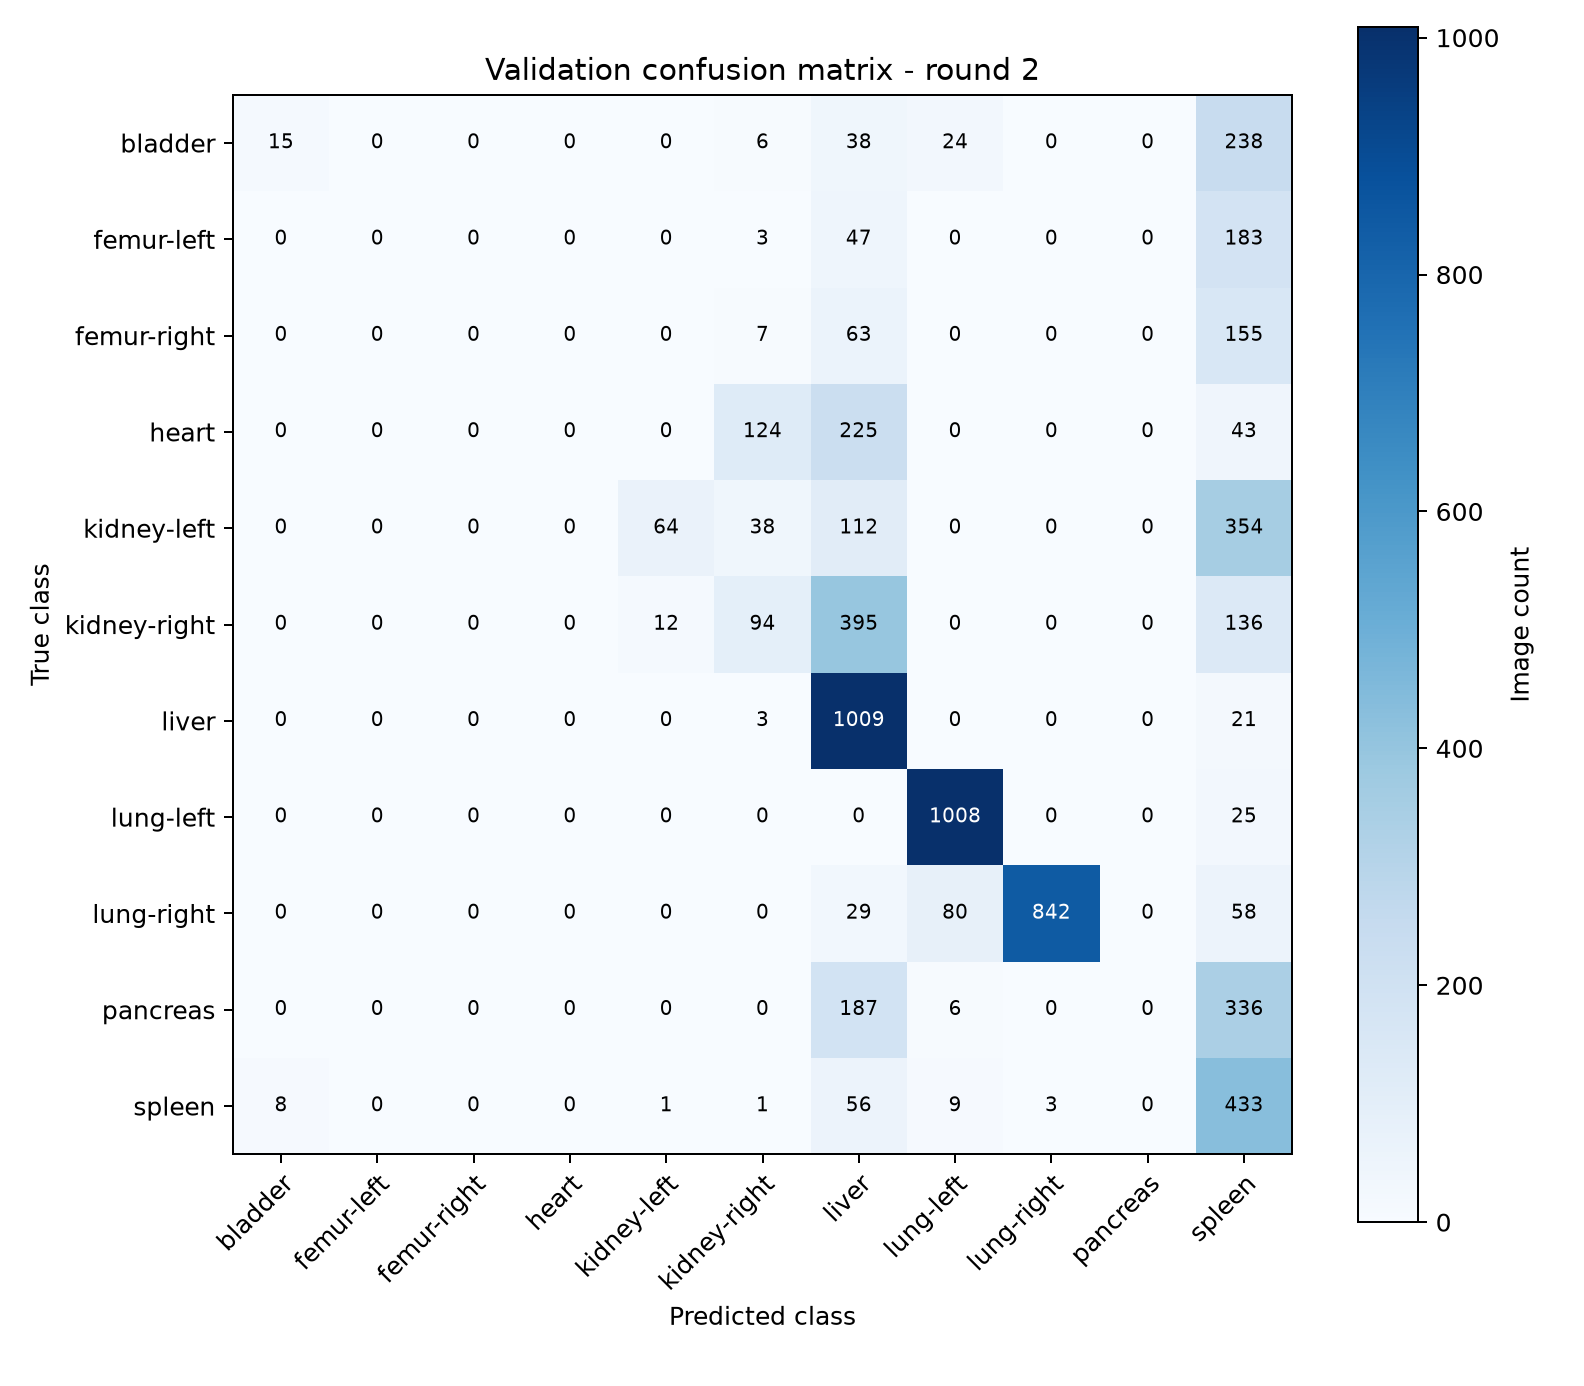 Validation confusion matrix - round 2
bladder 15 0 0 0 0 6 38 24 0 0 238
femur-left 0 0 0 0 0 3 47 0 0 0 183
femur-right 0 0 0 0 0 7 63 0 0 0 155
heart 0 0 0 0 0 124 225 0 0 0 43
kidney-left 0 0 0 0 64 38 112 0 0 0 354
kidney-right 0 0 0 0 12 94 395 0 0 0 136
liver 0 0 0 0 0 3 1009 0 0 0 21
lung-left 0 0 0 0 0 0 0 1008 0 0 25
lung-right 0 0 0 0 0 0 29 80 842 0 58
pancreas 0 0 0 0 0 0 187 6 0 0 336
spleen 8 0 0 0 1 1 56 9 3 0 433
True class
bladder femur-left femur-right heart kidney-left kidney-right liver lung-left lung-right pancreas spleen
Predicted class
1000
800
600
400
200
0
Image count